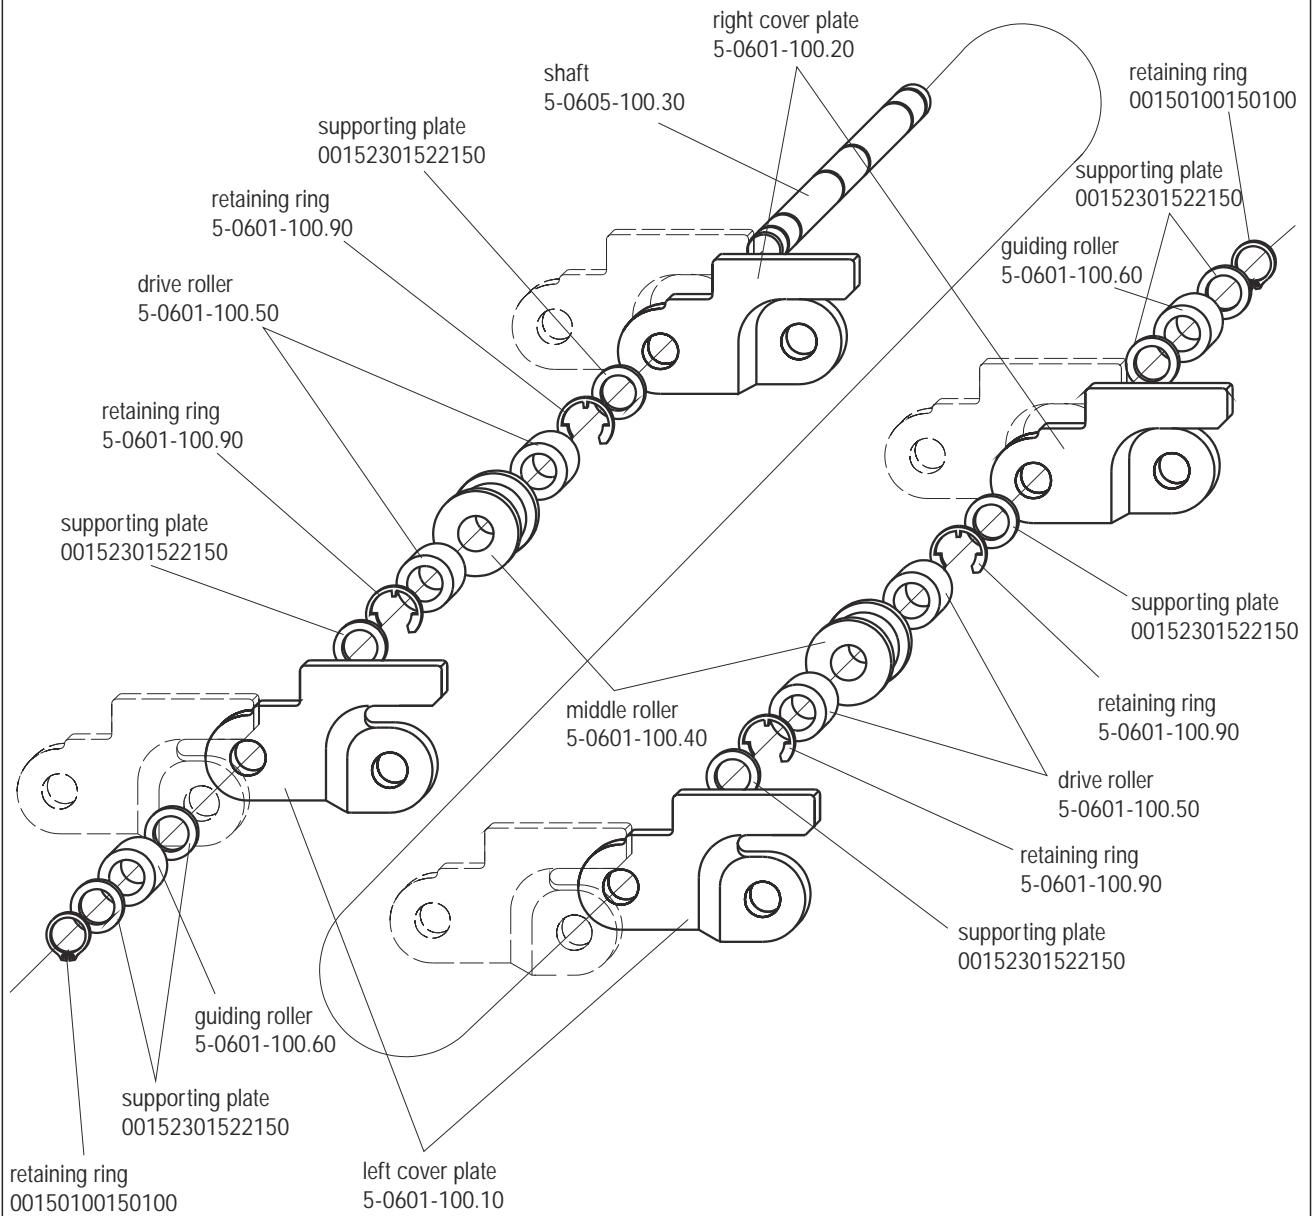 right cover plate
5-0601-100.20
shaft
5-0605-100.30
retaining ring
00150100150100
supporting plate
00152301522150
supporting plate
00152301522150
retaining ring
5-0601-100.90
guiding roller
5-0601-100.60
drive roller
5-0601-100.50
retaining ring
5-0601-100.90
supporting plate
00152301522150
supporting plate
00152301522150
middle roller
5-0601-100.40
retaining ring
5-0601-100.90
drive roller
5-0601-100.50
retaining ring
5-0601-100.90
supporting plate
00152301522150
guiding roller
5-0601-100.60
supporting plate
00152301522150
retaining ring
00150100150100
left cover plate
5-0601-100.10